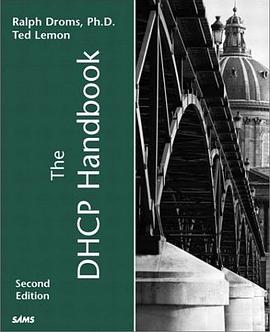 Ralph Droms, Ph.D.
Ted Lemon
The
DHCP Handbook
Second
Edition
SAMS